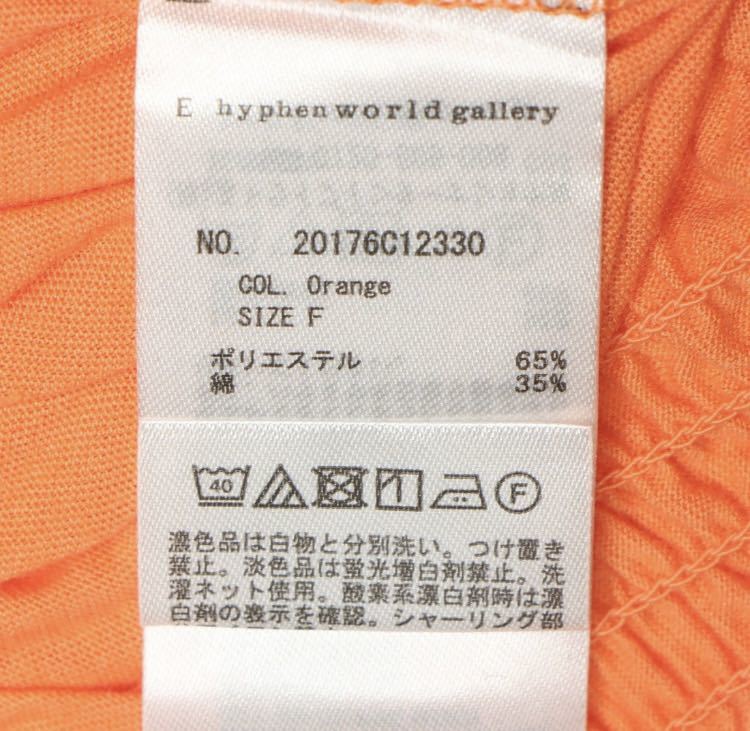 E hyphen world gallery
NO. 20176C12330
COL. Orange
SIZE F
ポリエステル 65%
綿 35%
40 F
濃色品は白物と分別洗い。つけ置き
禁止。淡色品は蛍光増白剤禁止。洗
濯ネット使用。酸素系漂白剤時は漂
白剤の表示を確認。シャーリング部